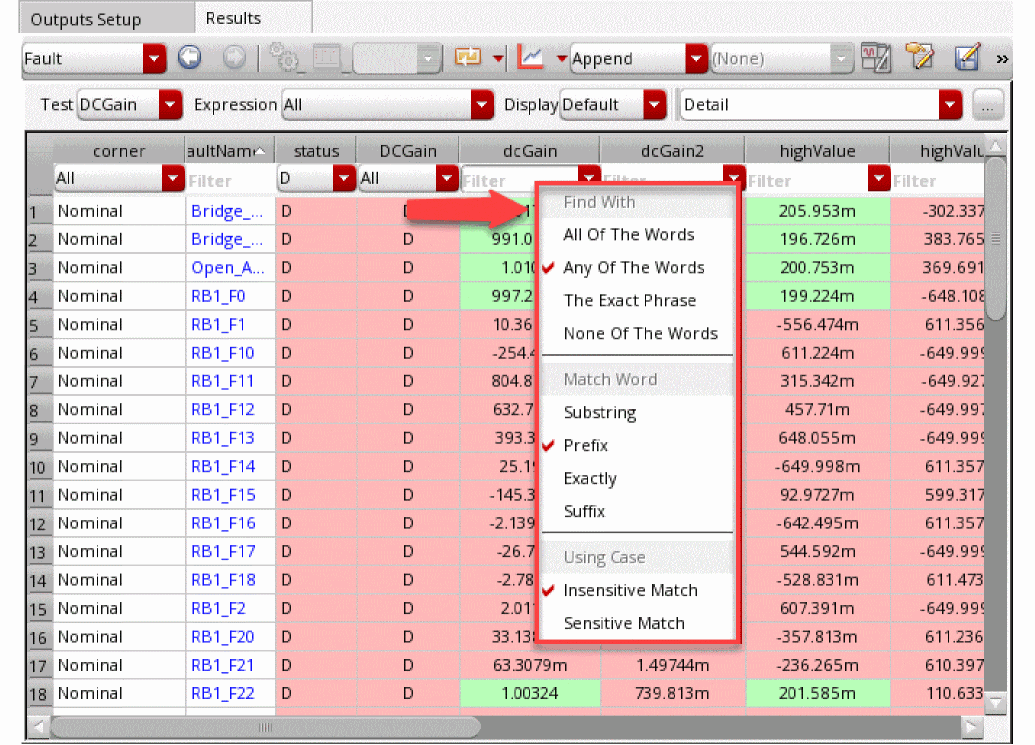 Outputs Setup Results
Fault Append (None) »
Test DCGain Expression All Display Default Detail ...
corner aultNam status DCGain dcGain dcGain2 highValue highValu
All Filter D All Filter Filter Filter Filter
1 Nominal Bridge_... D 205.953m -302.337
2 Nominal Bridge_... D D 991.0 196.726m 383.765
3 Nominal Open_A... D D 1.010 200.753m 369.691
4 Nominal RB1_F0 D D 997.2 199.224m -648.108
5 Nominal RB1_F1 D D 10.36 -556.474m 611.356
6 Nominal RB1_F10 D D -254.4 611.224m -649.999
7 Nominal RB1_F11 D D 804.8 315.342m -649.927
8 Nominal RB1_F12 D D 632.7 457.71m -649.997
9 Nominal RB1_F13 D D 393.3 648.055m -649.999
10 Nominal RB1_F14 D D 25.19 -649.998m 611.357
11 Nominal RB1_F15 D D -145.3 92.9727m 599.317
12 Nominal RB1_F16 D D -2.139 -642.495m 611.357
13 Nominal RB1_F17 D D -26.7 544.592m -649.999
14 Nominal RB1_F18 D D -2.78 -528.831m 611.473
15 Nominal RB1_F2 D D 2.01 607.391m -649.999
16 Nominal RB1_F20 D D 33.13 -357.813m 611.236
17 Nominal RB1_F21 D D 63.3079m 1.49744m -236.265m 610.397
18 Nominal RB1_F22 D D 1.00324 739.813m 201.585m 110.633
Find With
All Of The Words
Any Of The Words
The Exact Phrase
None Of The Words
Match Word
Substring
Prefix
Exactly
Suffix
Using Case
Insensitive Match
Sensitive Match